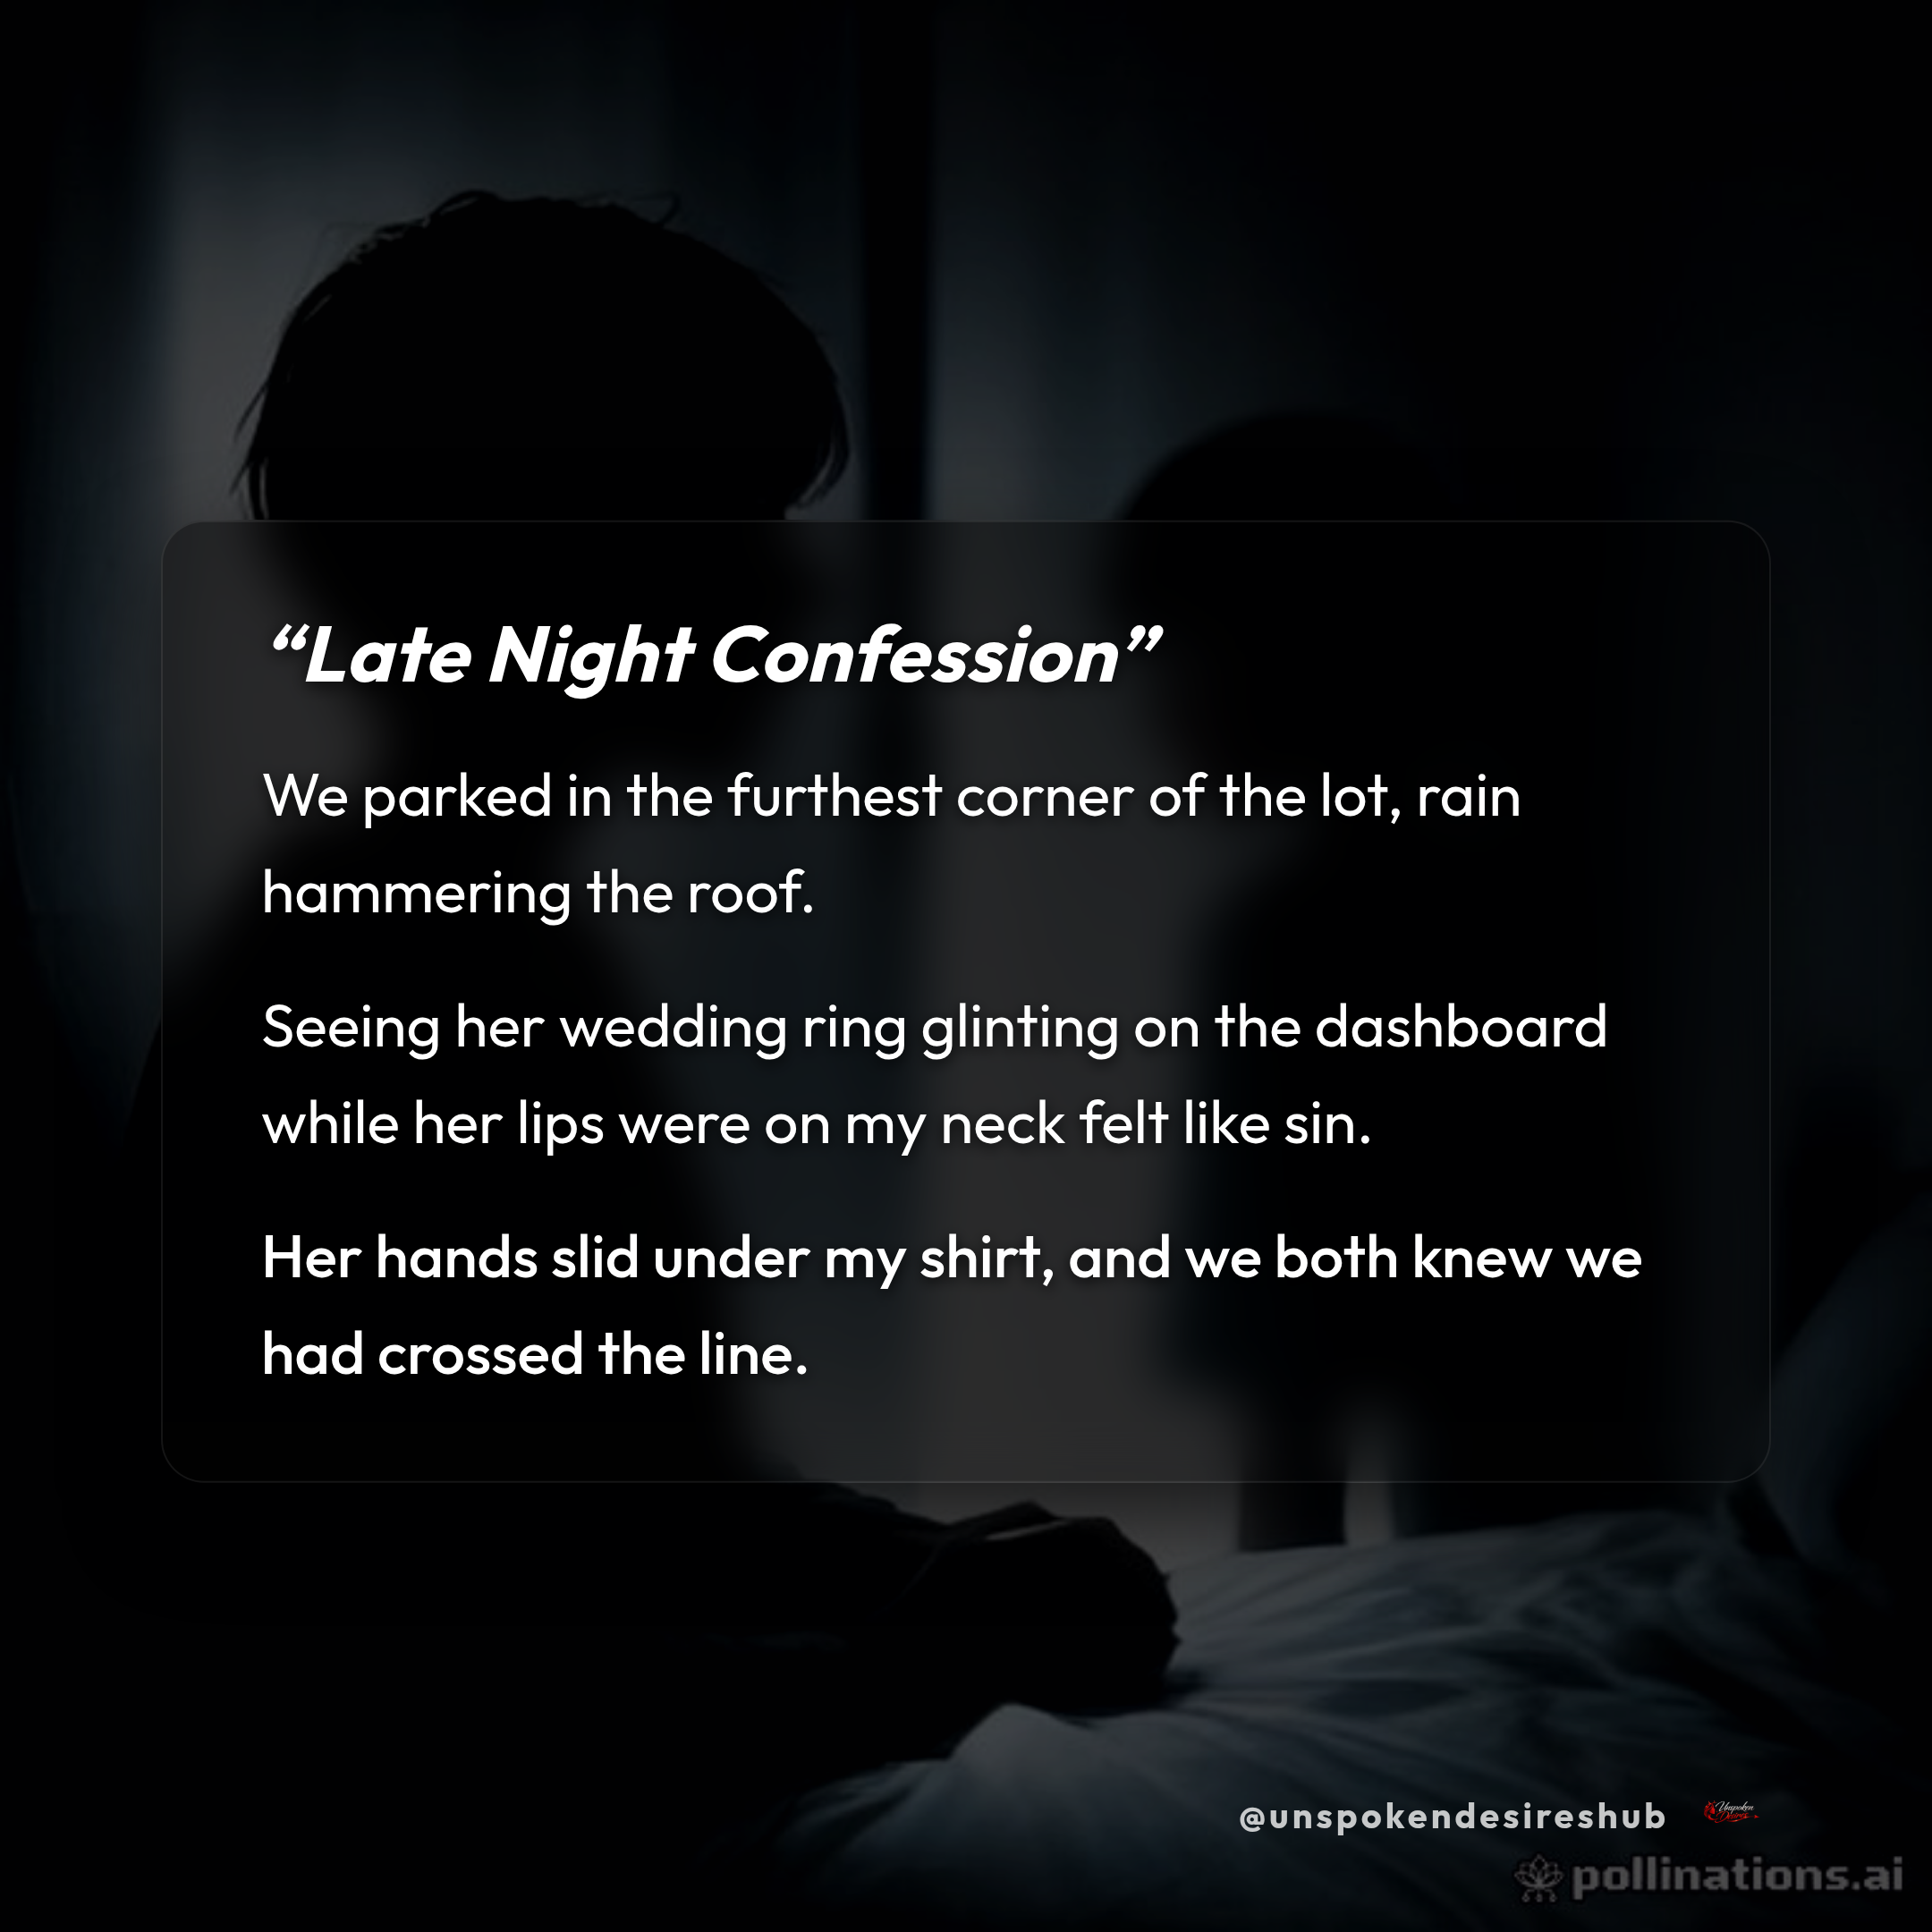 “Late Night Confession”
We parked in the furthest corner of the lot, rain
hammering the roof.
Seeing her wedding ring glinting on the dashboard
while her lips were on my neck felt like sin.
Her hands slid under my shirt, and we both knew we
had crossed the line.
@unspokendesireshub
Unspoken
Desires
pollinations.ai